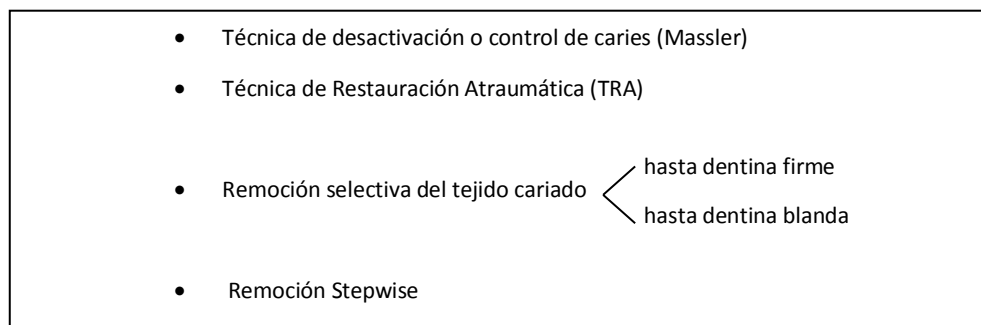 • Técnica de desactivación o control de caries (Massler)
• Técnica de Restauración Atraumática (TRA)
hasta dentina firme
• Remoción selectiva del tejido cariado
hasta dentina blanda
• Remoción Stepwise